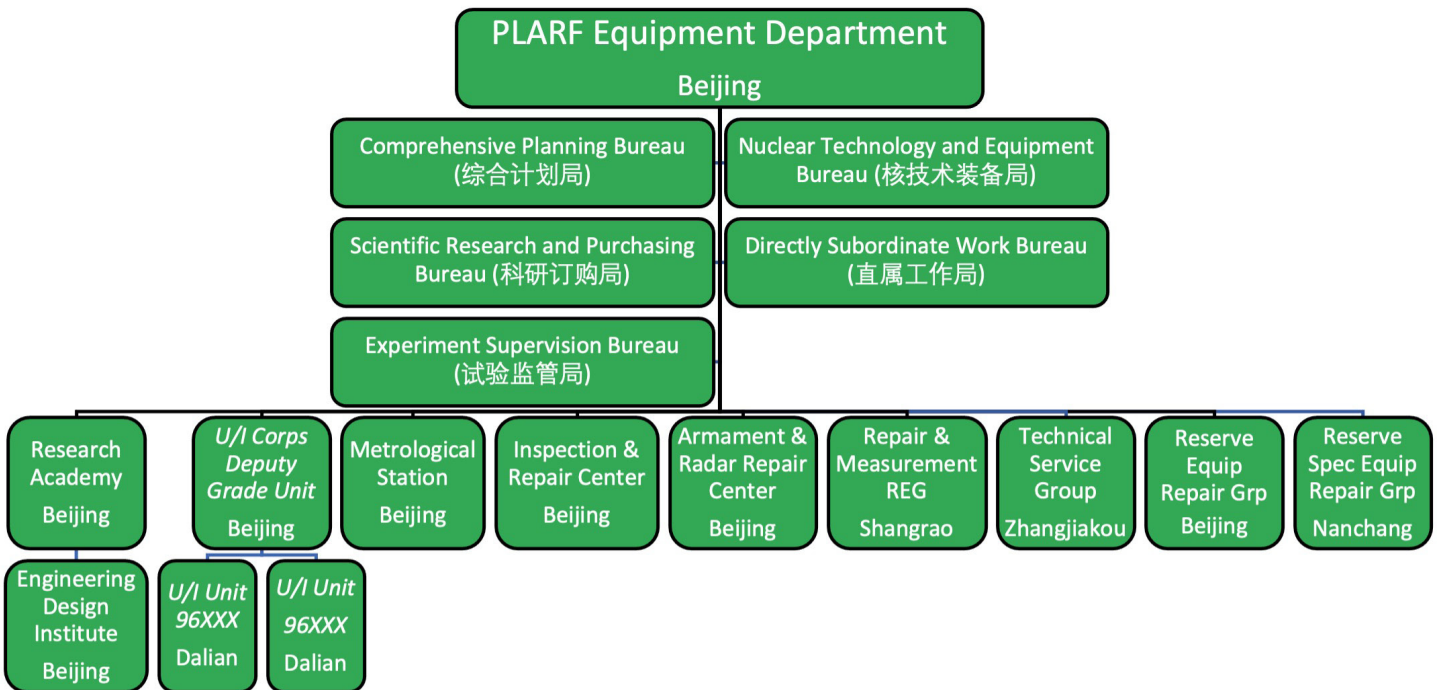 PLARF Equipment Department
Beijing
Comprehensive Planning Bureau
(综合计划局)
Nuclear Technology and Equipment
Bureau (核技术装备局)
Scientific Research and Purchasing
Bureau (科研订购局)
Directly Subordinate Work Bureau
(直属工作局)
Experiment Supervision Bureau
(试验监管局)
Research
Academy
Beijing
U/I Corps
Deputy
Grade Unit
Beijing
Metrological
Station
Beijing
Inspection &
Repair Center
Beijing
Armament &
Radar Repair
Center
Beijing
Repair &
Measurement
REG
Shangrao
Technical
Service
Group
Zhangjiakou
Reserve
Equip
Repair Grp
Beijing
Reserve
Spec Equip
Repair Grp
Nanchang
Engineering
Design
Institute
Beijing
U/I Unit
96XXX
Dalian
U/I Unit
96XXX
Dalian